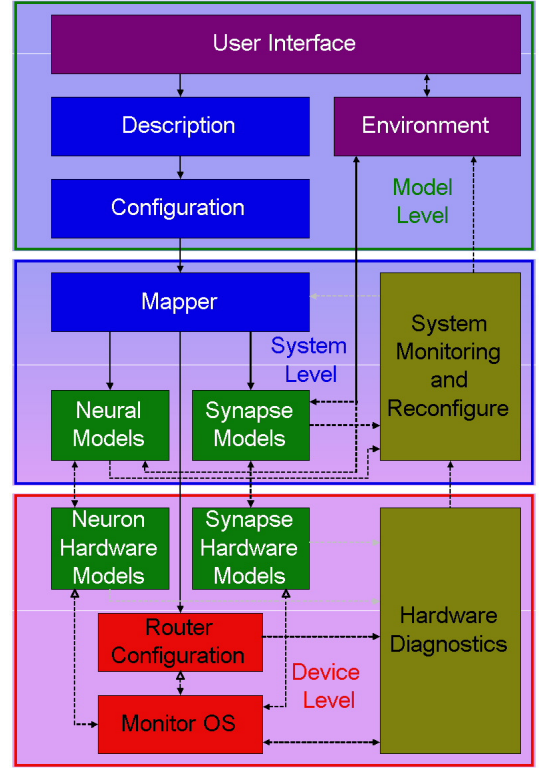 User Interface
Description
Environment
Configuration
Model
Level
Mapper
System
Level
System
Monitoring
and
Reconfigure
Neural
Models
Synapse
Models
Neuron
Hardware
Models
Synapse
Hardware
Models
Router
Configuration
Hardware
Diagnostics
Device
Level
Monitor OS